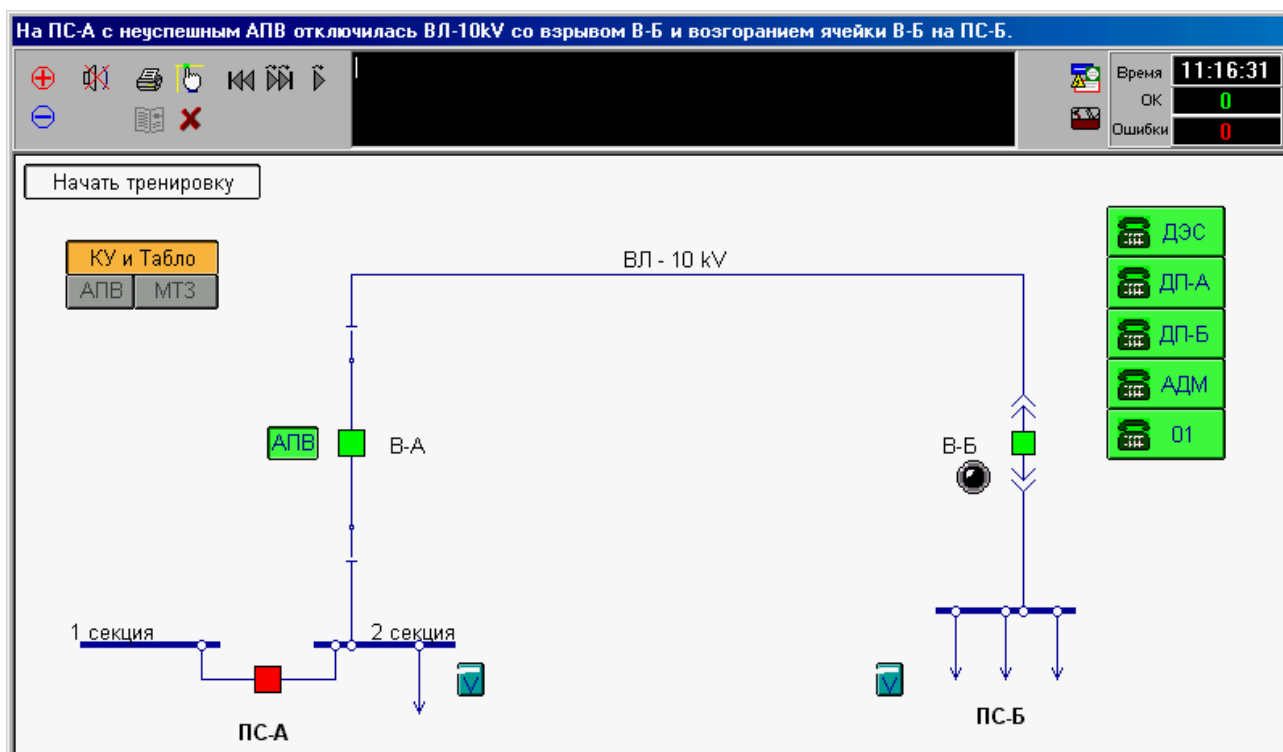 На ПС-А с неуспешным АПВ отключилась ВЛ-10kV со взрывом В-Б и возгоранием ячейки В-Б на ПС-Б.
Время 11:16:31
ОК 0
Ошибки 0
Начать тренировку
КУ и Табло
АПВ МТЗ
ВЛ - 10 kV
ДЭС
ДП-А
ДП-Б
АДМ
01
АПВ
В-А
В-Б
1 секция
2 секция
V
V
ПС-А
ПС-Б